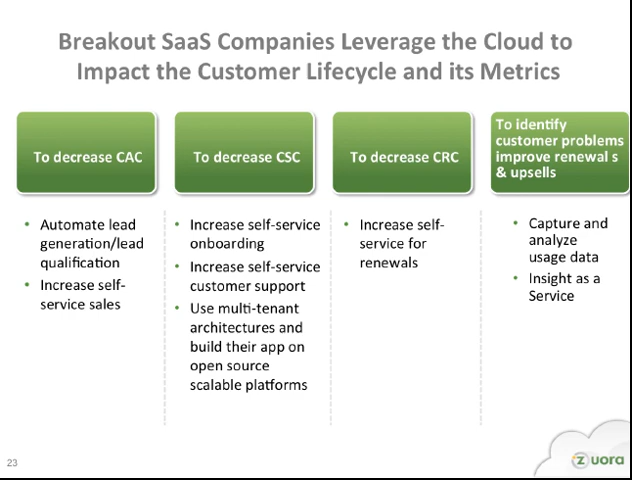 Breakout SaaS Companies Leverage the Cloud to
Impact the Customer Lifecycle and its Metrics
To decrease CAC
To decrease CSC
To decrease CRC
To identify
customer problems
improve renewal s
& upsells
• Automate lead
generation/lead
qualification
• Increase self-
service sales
• Increase self-service
onboarding
• Increase self-service
customer support
• Use multi-tenant
architectures and
build their app on
open source
scalable platforms
• Increase self-
service for
renewals
• Capture and
analyze
usage data
• Insight as a
Service
23
zuora